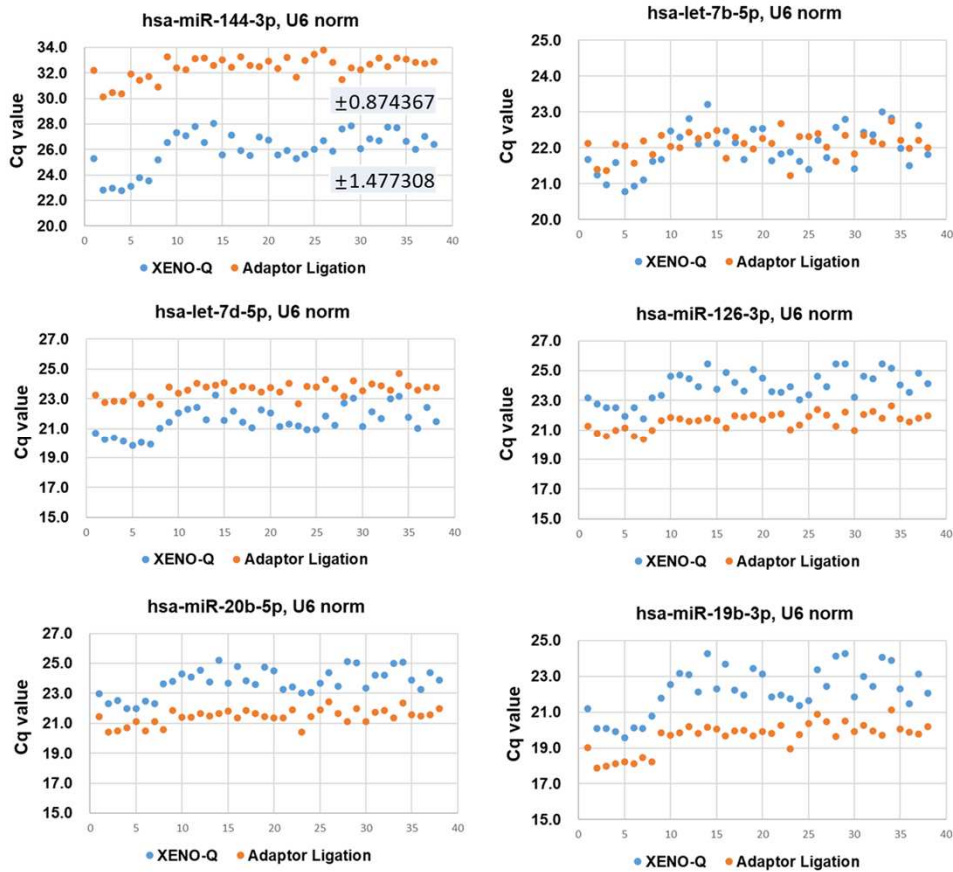 hsa-miR-144-3p, U6 norm
Cq value
34.0
32.0
30.0
28.0
26.0
24.0
22.0
20.0
±0.874367
±1.477308
0 5 10 15 20 25 30 35 40
XENO-Q Adaptor Ligation
hsa-let-7b-5p, U6 norm
Cq value
25.0
24.0
23.0
22.0
21.0
20.0
0 5 10 15 20 25 30 35 40
XENO-Q Adaptor Ligation
hsa-let-7d-5p, U6 norm
Cq value
27.0
25.0
23.0
21.0
19.0
17.0
15.0
0 5 10 15 20 25 30 35 40
XENO-Q Adaptor Ligation
hsa-miR-126-3p, U6 norm
Cq value
27.0
25.0
23.0
21.0
19.0
17.0
15.0
0 5 10 15 20 25 30 35 40
XENO-Q Adaptor Ligation
hsa-miR-20b-5p, U6 norm
Cq value
27.0
25.0
23.0
21.0
19.0
17.0
15.0
0 5 10 15 20 25 30 35 40
XENO-Q Adaptor Ligation
hsa-miR-19b-3p, U6 norm
Cq value
25.0
23.0
21.0
19.0
17.0
15.0
0 5 10 15 20 25 30 35 40
XENO-Q Adaptor Ligation